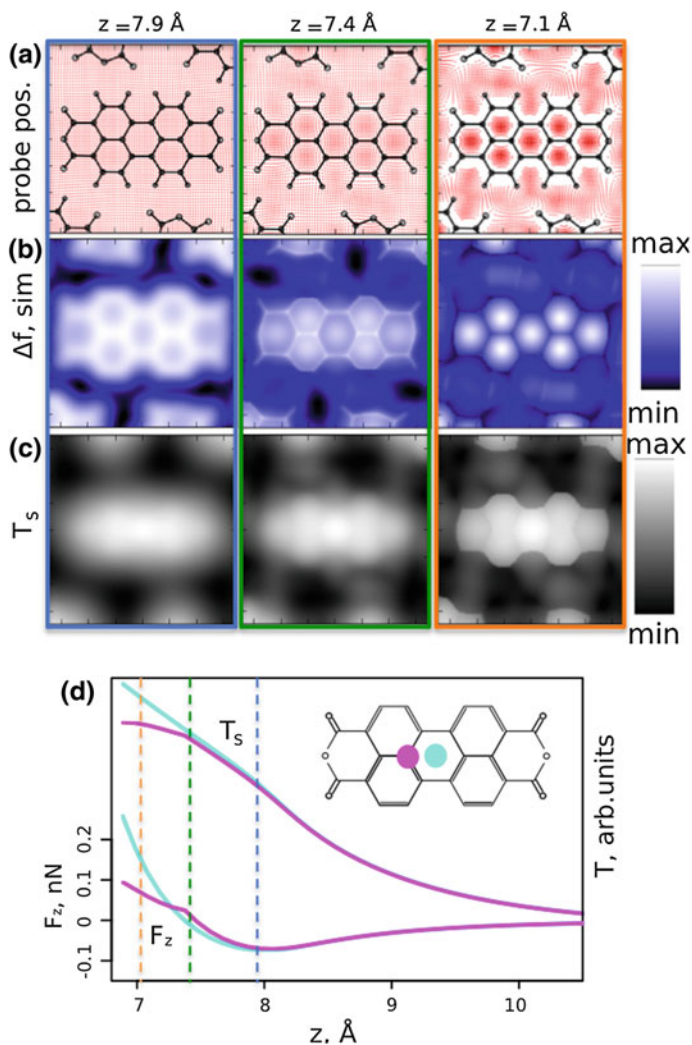 z =7.9 Å z =7.4 Å z =7.1 Å
(a)
probe pos.
(b)
Δf, sim
max
min
(c)
Ts
max
min
(d)
Ts
Fz
Fz, nN
0.2
0.1
0
-0.1
T, arb.units
7 8 9 10
z, Å